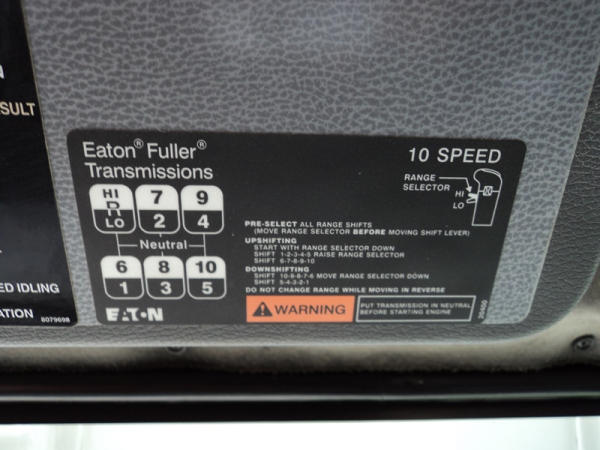 N
SULT
ED IDLING
ATION
8079698
Eaton® Fuller®
Transmissions
10 SPEED
RANGE
SELECTOR
HI
LO
HI 7 9
R
LO 2 4
Neutral
6 8 10
1 3 5
PRE-SELECT ALL RANGE SHIFTS
(MOVE RANGE SELECTOR BEFORE MOVING SHIFT LEVER)
UPSHIFTING
START WITH RANGE SELECTOR DOWN
SHIFT 1-2-3-4-5 RAISE RANGE SELECTOR
SHIFT 6-7-8-9-10
DOWNSHIFTING
SHIFT 10-9-8-7-6 MOVE RANGE SELECTOR DOWN
SHIFT 5-4-3-2-1
DO NOT CHANGE RANGE WHILE MOVING IN REVERSE
EATON
WARNING
PUT TRANSMISSION IN NEUTRAL
BEFORE STARTING ENGINE